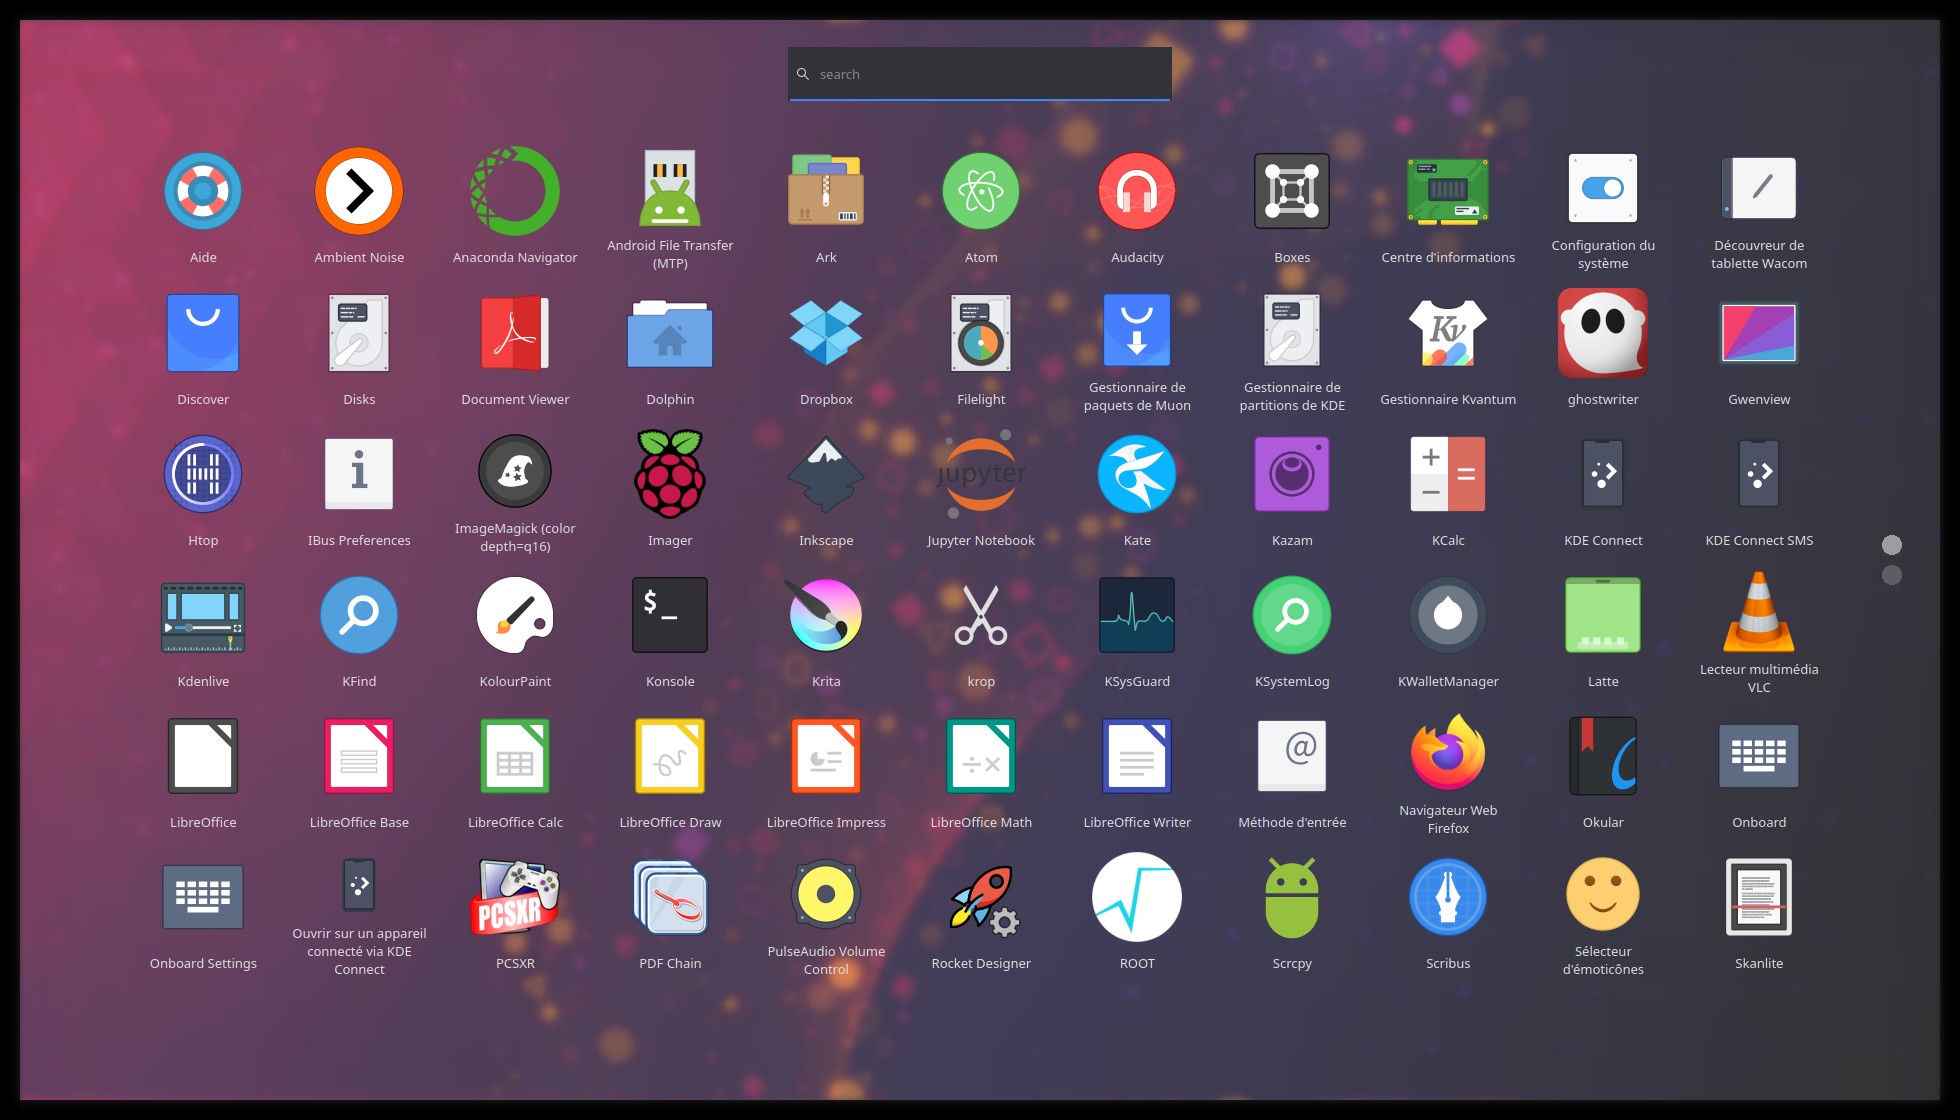 search
Aide
Ambient Noise
Anaconda Navigator
Android File Transfer
(MTP)
Ark
Atom
Audacity
Boxes
Centre d'informations
Configuration du
système
Découvreur de
tablette Wacom
Discover
Disks
Document Viewer
Dolphin
Dropbox
Filelight
Gestionnaire de
paquets de Muon
Gestionnaire de
partitions de KDE
Kv
Gestionnaire Kvantum
ghostwriter
Gwenview
Htop
i
IBus Preferences
ImageMagick (color
depth=q16)
Imager
Inkscape
jupyter
Jupyter Notebook
Kate
Kazam
+
−
=
KCalc
KDE Connect
KDE Connect SMS
Kdenlive
KFind
KolourPaint
$ _
Konsole
Krita
krop
KSysGuard
KSystemLog
KWalletManager
Latte
Lecteur multimédia
VLC
LibreOffice
LibreOffice Base
LibreOffice Calc
LibreOffice Draw
LibreOffice Impress
÷×
LibreOffice Math
LibreOffice Writer
@
Méthode d'entrée
Navigateur Web
Firefox
Okular
Onboard
Onboard Settings
Ouvrir sur un appareil
connecté via KDE
Connect
PCSXR
PCSXR
PDF Chain
PulseAudio Volume
Control
Rocket Designer
ROOT
Scrcpy
Scribus
Sélecteur
d'émoticônes
Skanlite